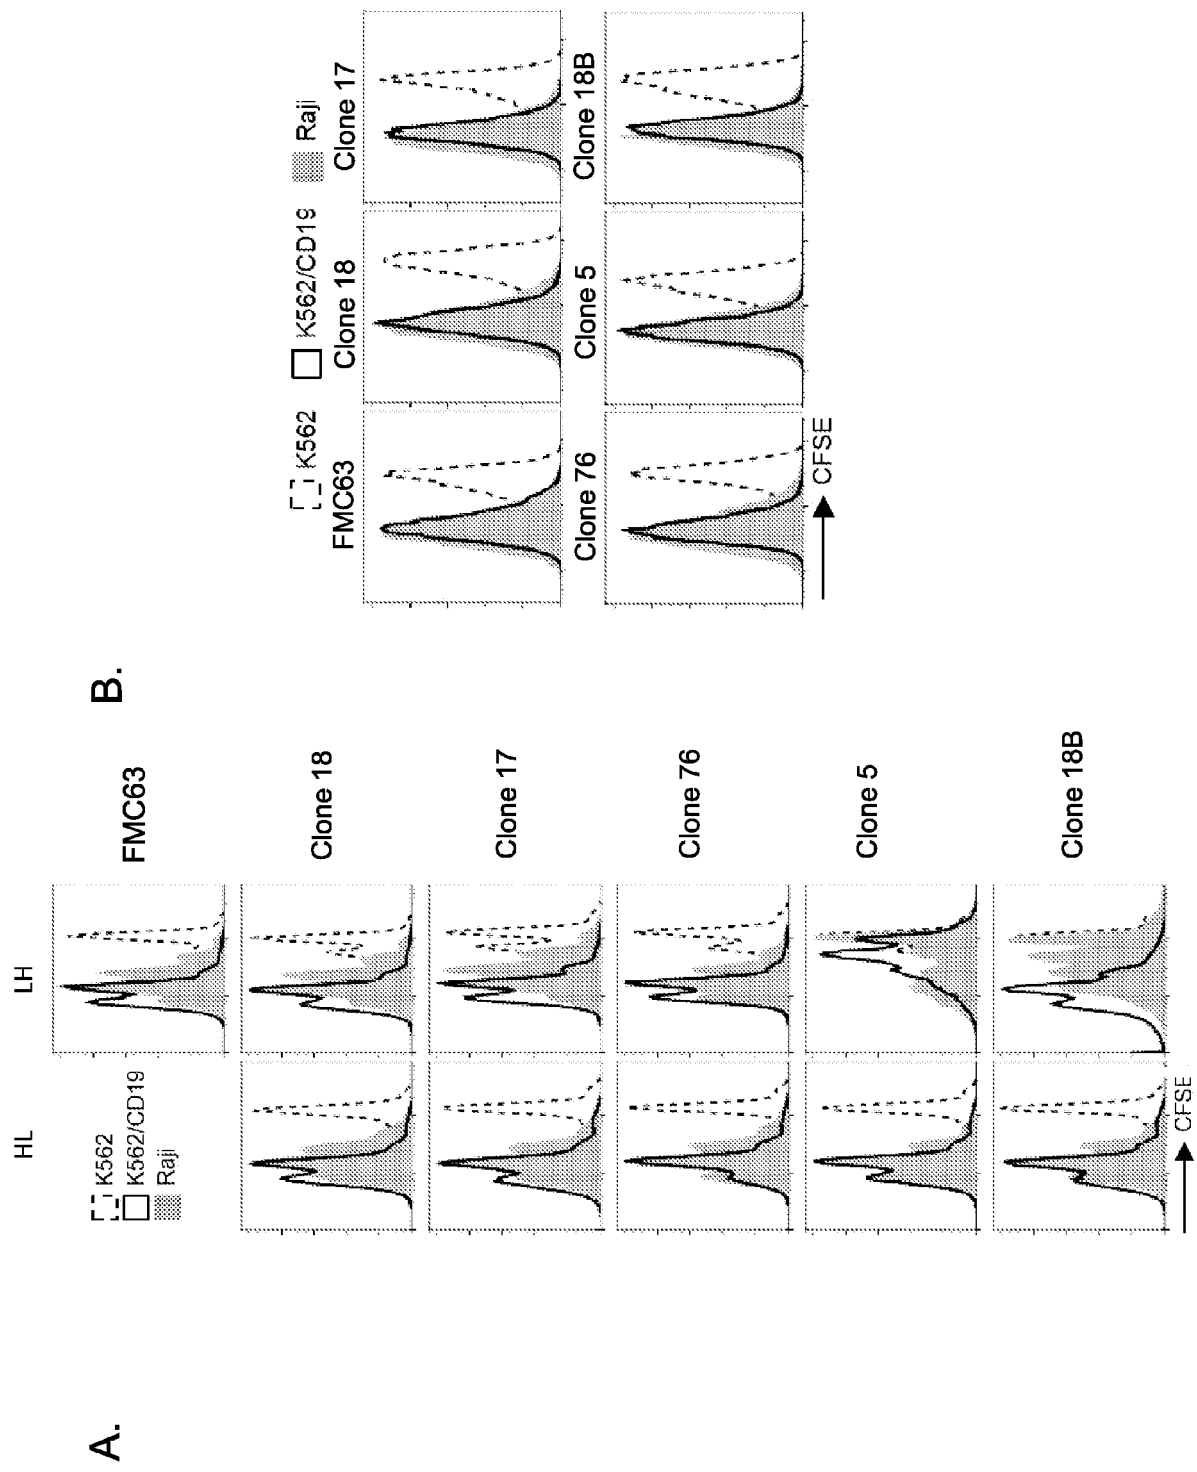 A.
HL
LH
K562
K562/CD19
Raji
FMC63
Clone 18
Clone 17
Clone 76
Clone 5
Clone 18B
CFSE
B.
K562
K562/CD19
Raji
FMC63
Clone 18
Clone 17
Clone 76
Clone 5
Clone 18B
CFSE